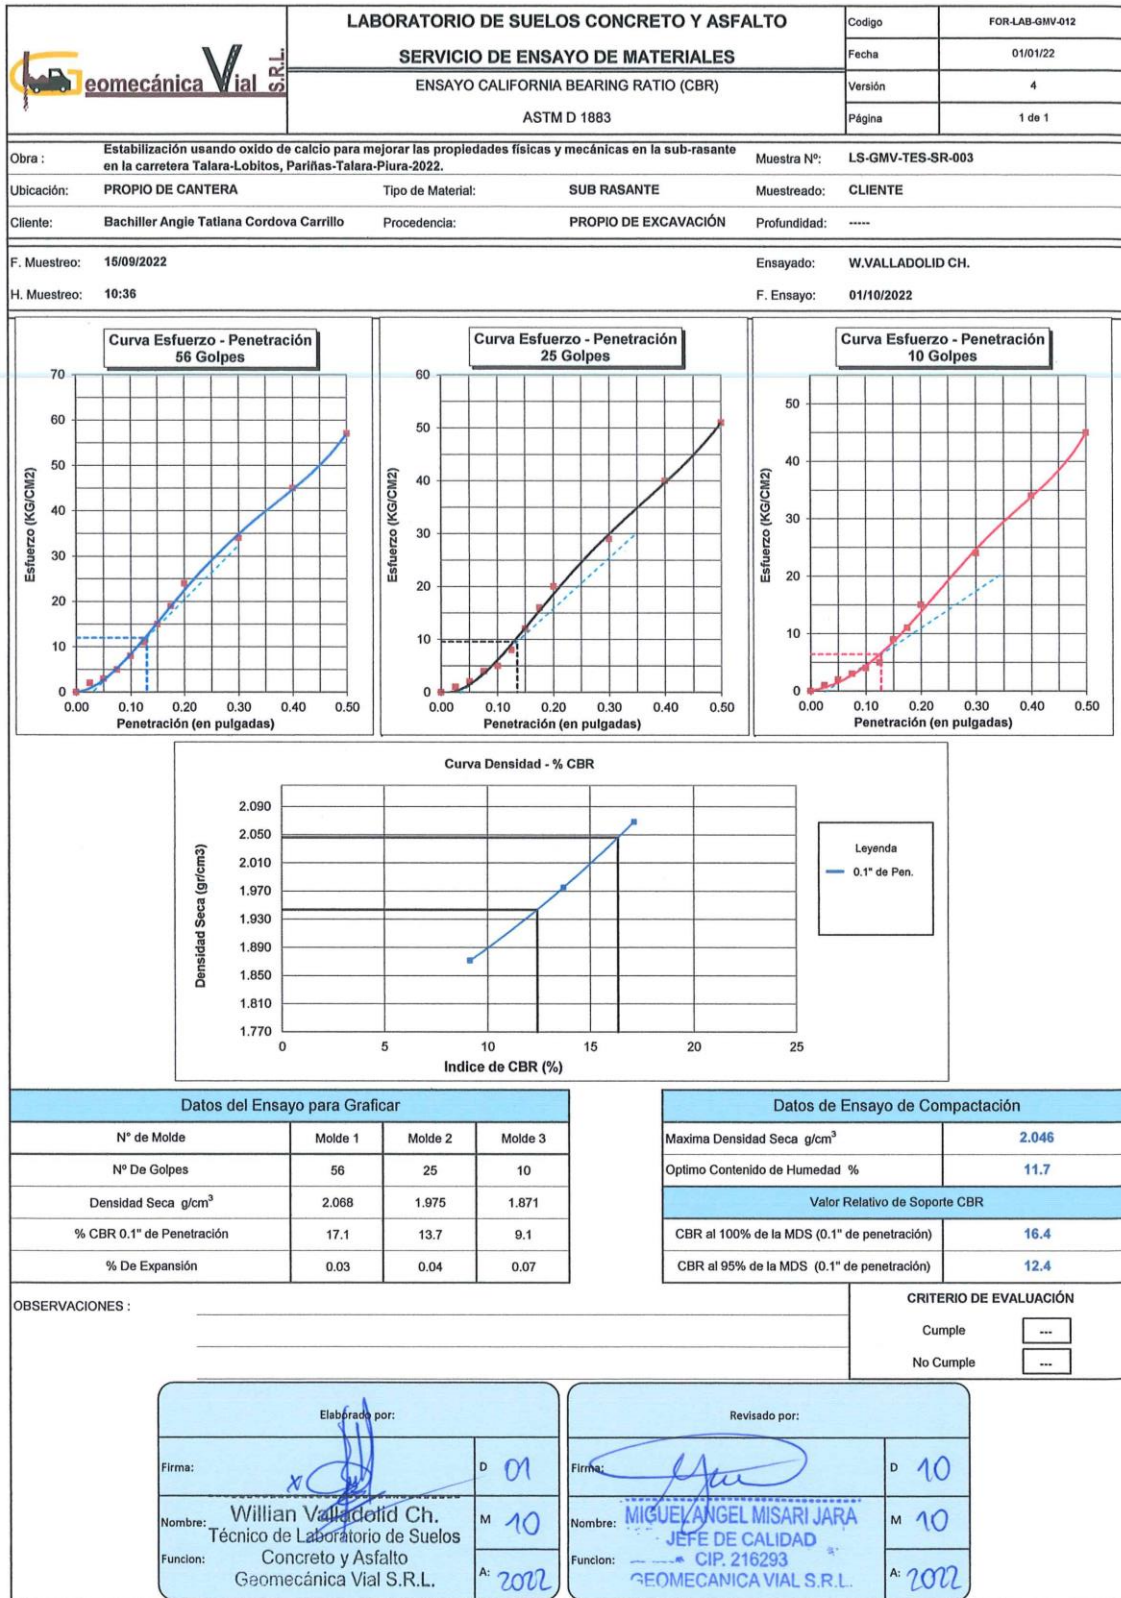 Geomecánica Vial S.R.L.
LABORATORIO DE SUELOS CONCRETO Y ASFALTO
SERVICIO DE ENSAYO DE MATERIALES
ENSAYO CALIFORNIA BEARING RATIO (CBR)
ASTM D 1883
Codigo FOR-LAB-GMV-012
Fecha 01/01/22
Versión 4
Página 1 de 1
Obra : Estabilización usando oxido de calcio para mejorar las propiedades físicas y mecánicas en la sub-rasante
en la carretera Talara-Lobitos, Pariñas-Talara-Piura-2022.
Muestra Nº: LS-GMV-TES-SR-003
Ubicación: PROPIO DE CANTERA Tipo de Material: SUB RASANTE Muestreado: CLIENTE
Cliente: Bachiller Angie Tatiana Cordova Carrillo Procedencia: PROPIO DE EXCAVACIÓN Profundidad: -----
F. Muestreo: 15/09/2022 Ensayado: W.VALLADOLID CH.
H. Muestreo: 10:36 F. Ensayo: 01/10/2022
Curva Esfuerzo - Penetración
56 Golpes
Esfuerzo (KG/CM2)
70
60
50
40
30
20
10
0
0.00 0.10 0.20 0.30 0.40 0.50
Penetración (en pulgadas)
Curva Esfuerzo - Penetración
25 Golpes
Esfuerzo (KG/CM2)
60
50
40
30
20
10
0
0.00 0.10 0.20 0.30 0.40 0.50
Penetración (en pulgadas)
Curva Esfuerzo - Penetración
10 Golpes
Esfuerzo (KG/CM2)
50
40
30
20
10
0
0.00 0.10 0.20 0.30 0.40 0.50
Penetración (en pulgadas)
Curva Densidad - % CBR
Densidad Seca (gr/cm3)
2.090
2.050
2.010
1.970
1.930
1.890
1.850
1.810
1.770
0 5 10 15 20 25
Indice de CBR (%)
Leyenda
0.1" de Pen.
Datos del Ensayo para Graficar
N° de Molde Molde 1 Molde 2 Molde 3
Nº De Golpes 56 25 10
Densidad Seca g/cm³ 2.068 1.975 1.871
% CBR 0.1" de Penetración 17.1 13.7 9.1
% De Expansión 0.03 0.04 0.07
Datos de Ensayo de Compactación
Maxima Densidad Seca g/cm³ 2.046
Optimo Contenido de Humedad % 11.7
Valor Relativo de Soporte CBR
CBR al 100% de la MDS (0.1" de penetración) 16.4
CBR al 95% de la MDS (0.1" de penetración) 12.4
OBSERVACIONES :
CRITERIO DE EVALUACIÓN
Cumple ---
No Cumple ---
Elaborado por:
Firma:
D 01
Nombre: Willian Valladolid Ch.
Técnico de Laboratorio de Suelos
M 10
Funcion: Concreto y Asfalto
Geomecánica Vial S.R.L.
A: 2022
Revisado por:
Firma:
D 10
Nombre: MIGUEL ANGEL MISARI JARA
JEFE DE CALIDAD
M 10
Funcion: CIP. 216293
GEOMECANICA VIAL S.R.L.
A: 2022